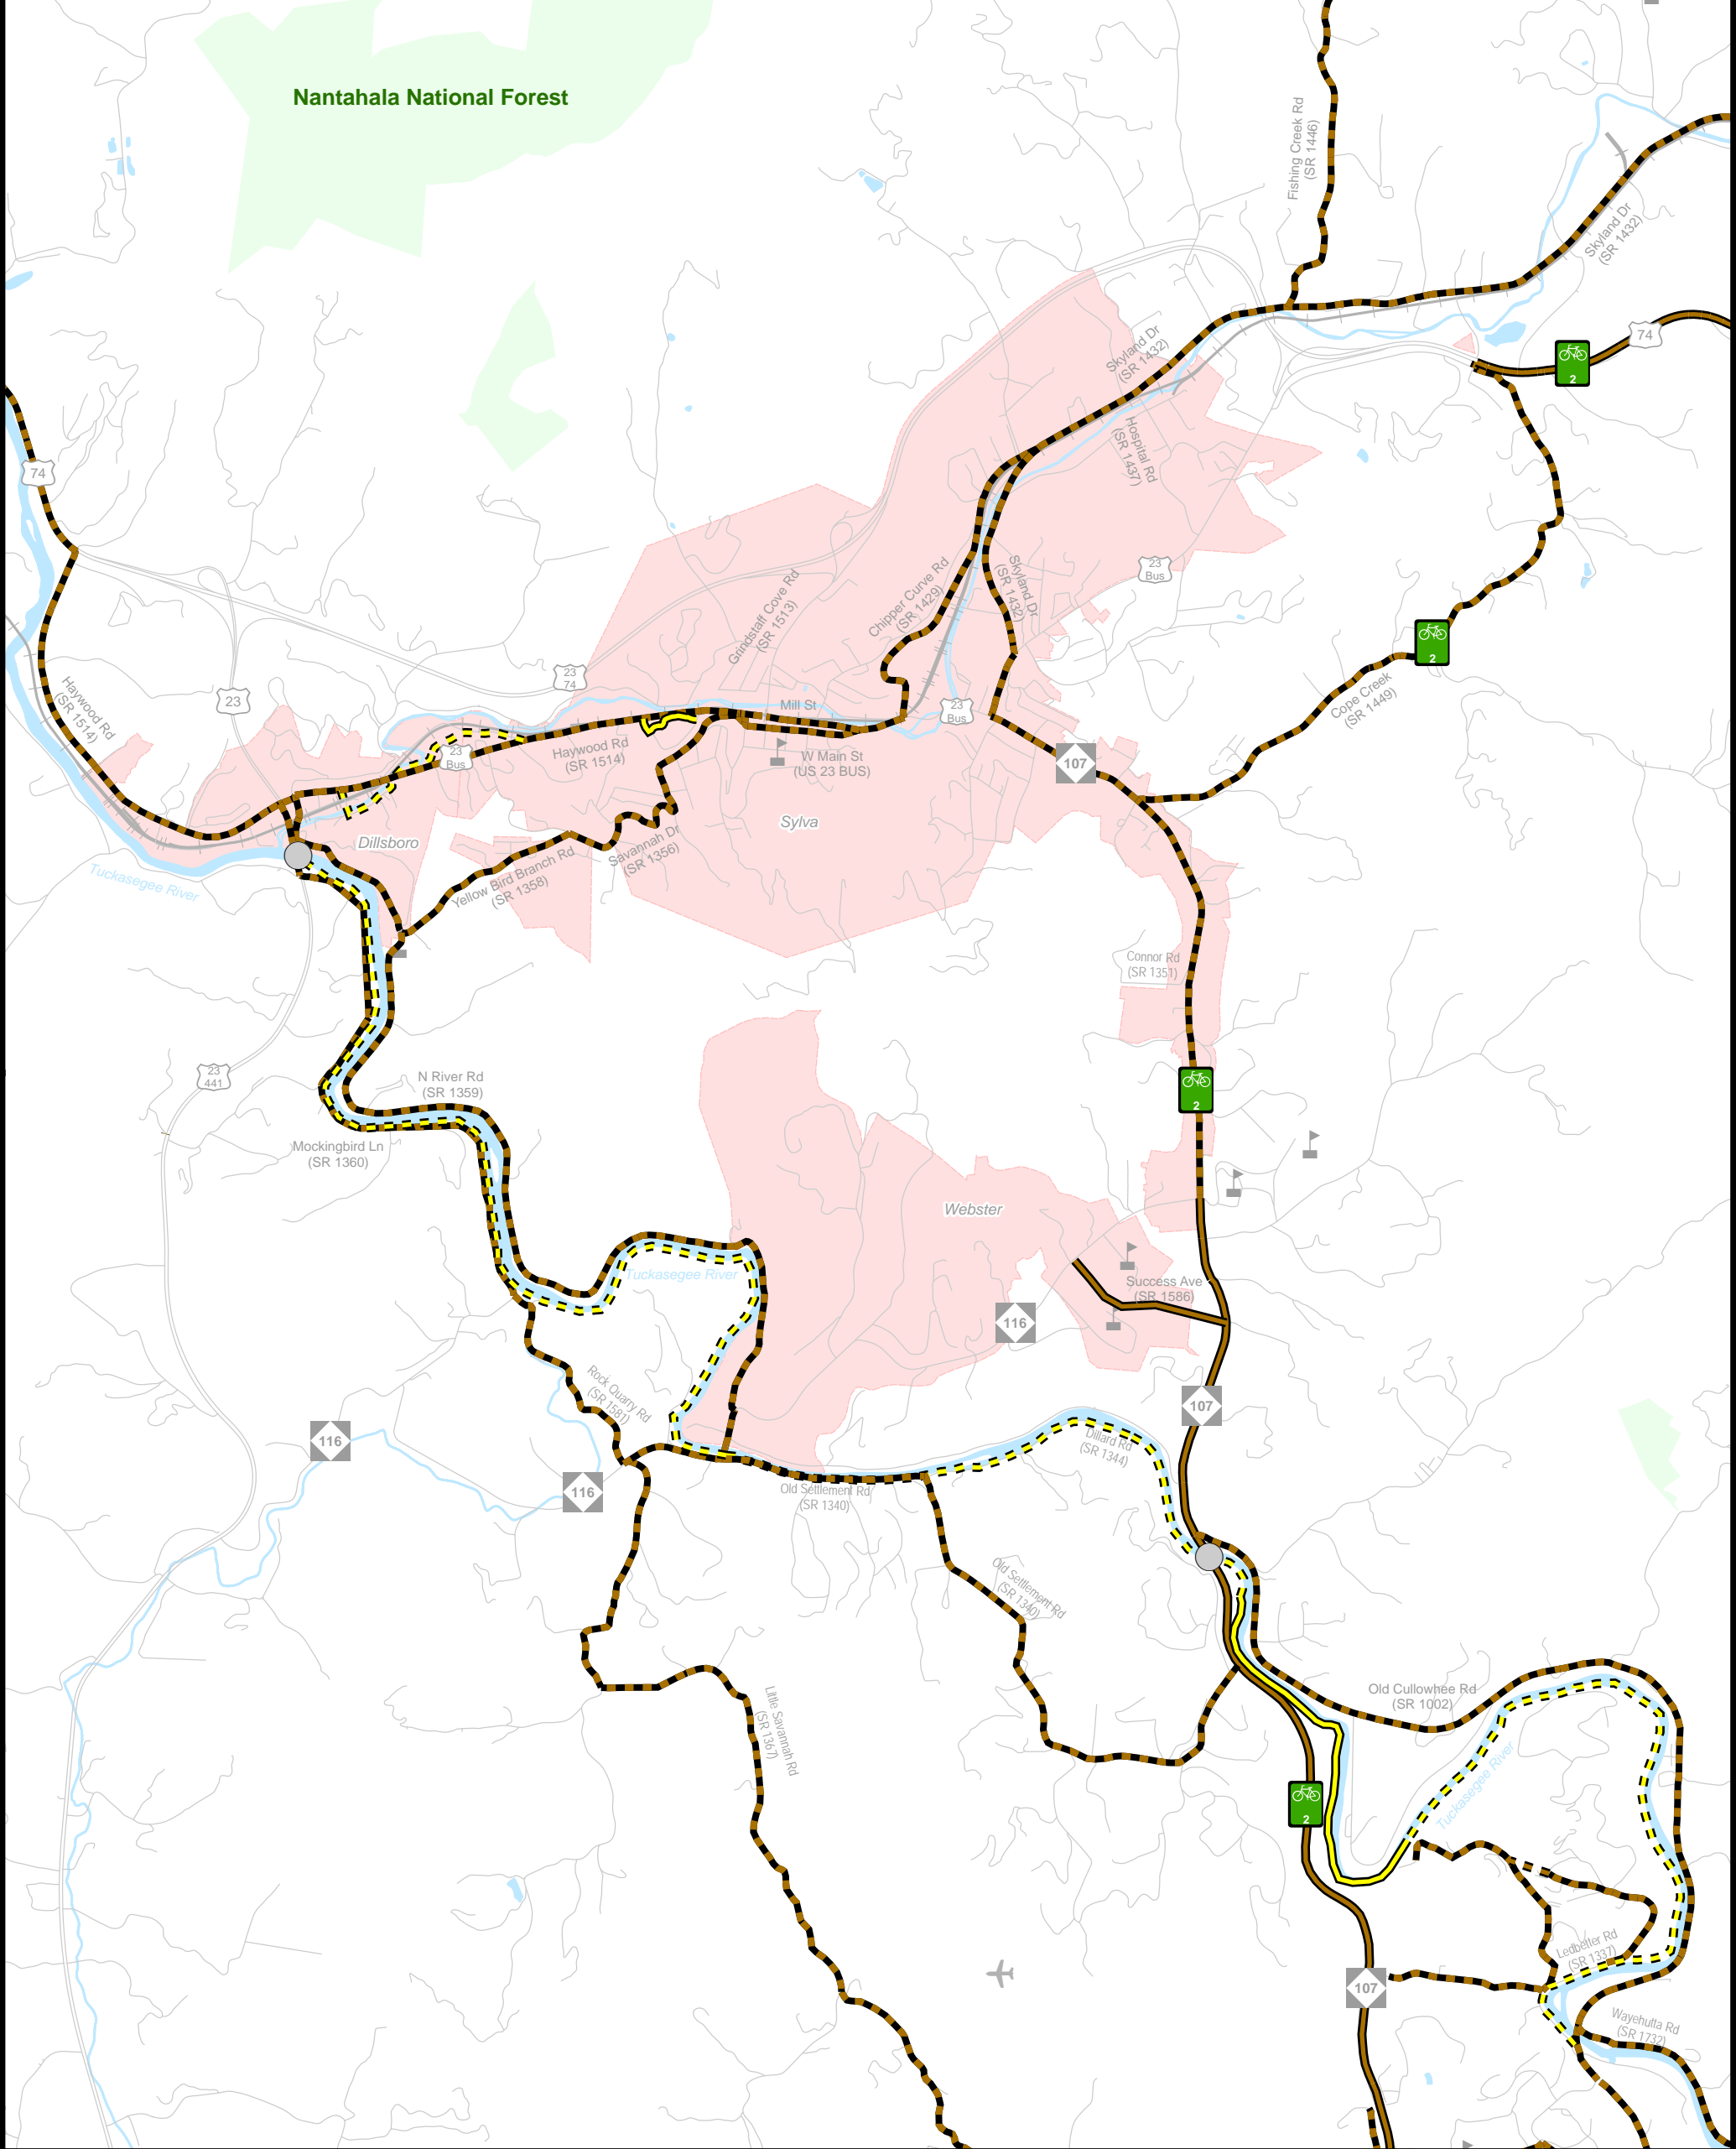 Nantahala National Forest
Fishing Creek Rd
(SR 1446)
Skyland Dr
(SR 1432)
74
2
Skyland Dr
(SR 1432)
Hospital Rd
(SR 1437)
74
23
Bus
Skyland Dr
(SR 1432)
Chipper Curve Rd
(SR 1429)
Grindstaff Cove Rd
(SR 1513)
2
Cope Creek
(SR 1449)
23
74
23
Haywood Rd
(SR 1514)
Mill St
23
Bus
Haywood Rd
(SR 1514)
23
Bus
W Main St
(US 23 BUS)
107
Sylva
Dillsboro
Savannah Dr
(SR 1356)
Yellow Bird Branch Rd
(SR 1358)
Tuckasegee River
Connor Rd
(SR 1351)
23
441
N River Rd
(SR 1359)
2
Mockingbird Ln
(SR 1360)
Webster
Tuckasegee River
Success Ave
(SR 1586)
116
Rock Quarry Rd
(SR 1581)
107
116
Dillard Rd
(SR 1344)
116
Old Settlement Rd
(SR 1340)
Old Settlement Rd
(SR 1340)
Old Cullowhee Rd
(SR 1002)
Little Savannah Rd
(SR 1367)
Tuckasegee River
2
Ledbetter Rd
(SR 1337)
107
Wayehutta Rd
(SR 1732)